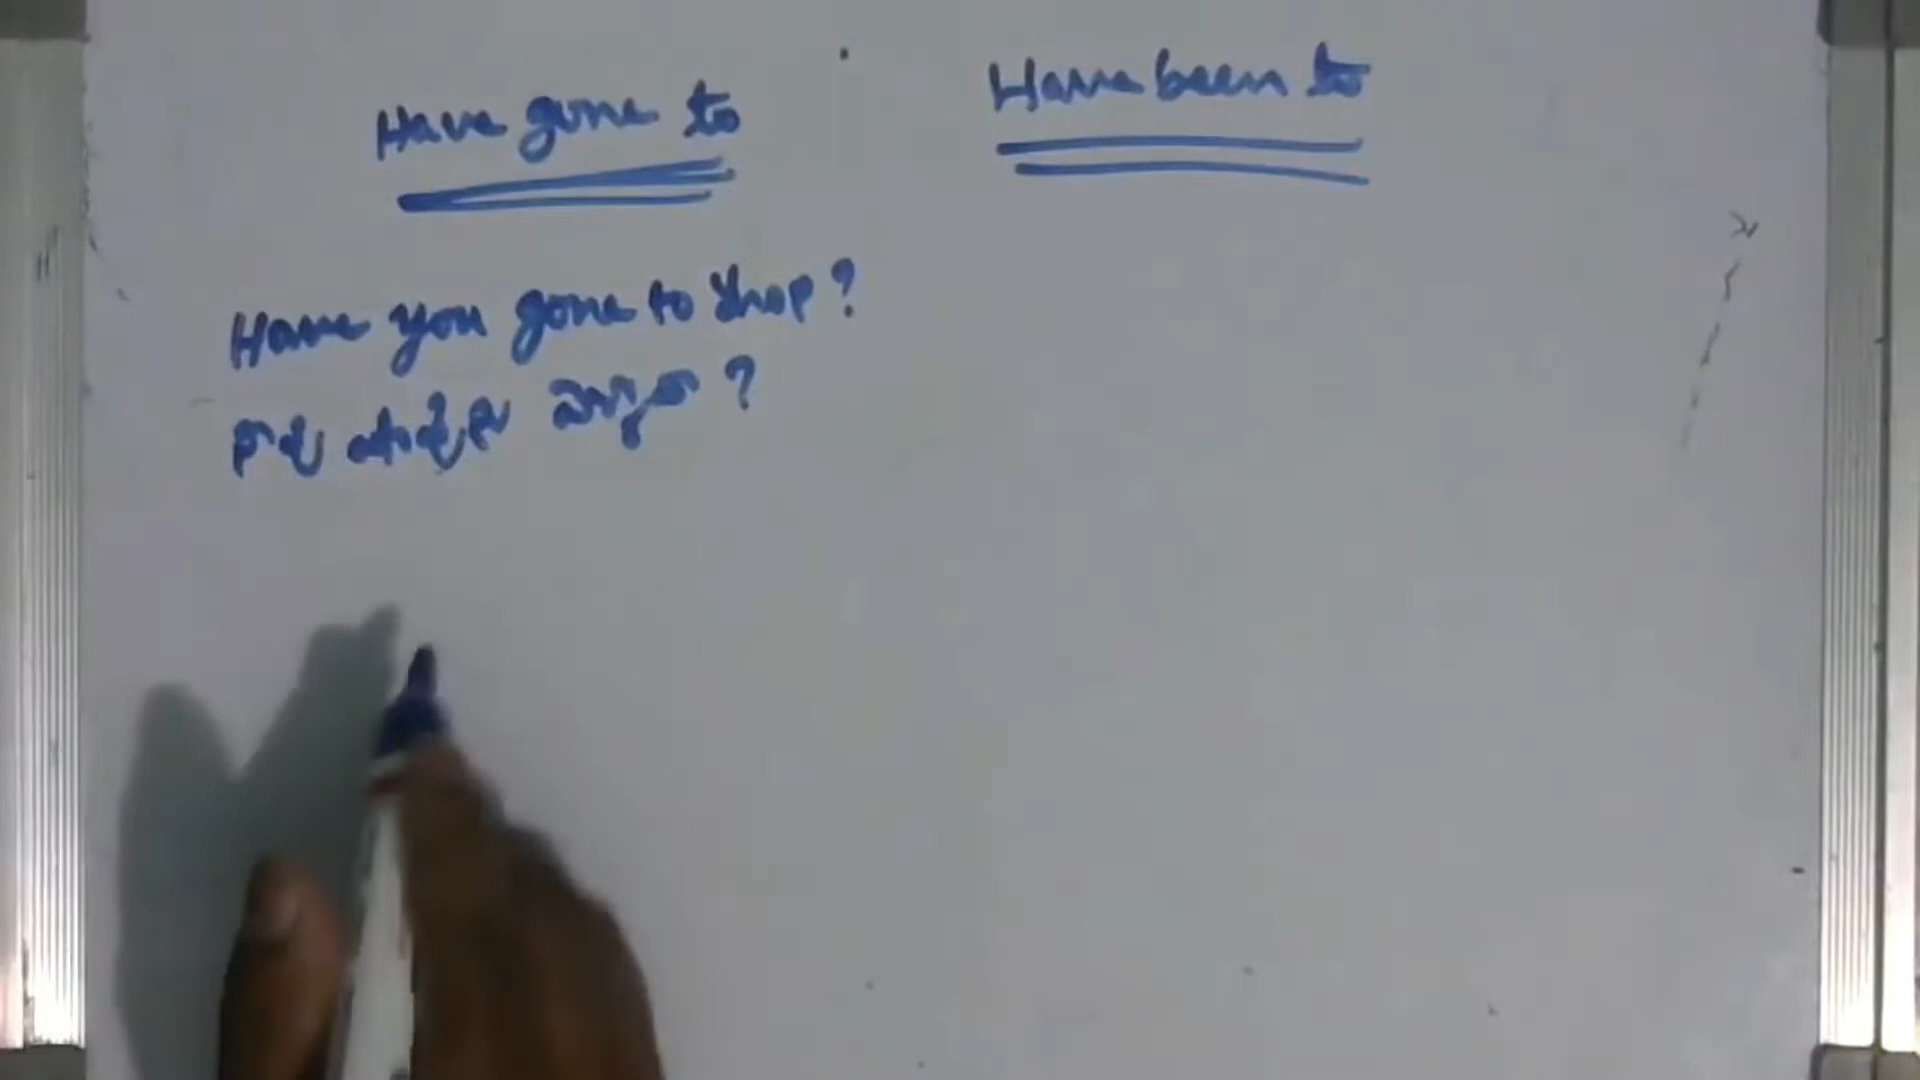 Have gone to
Have been to
Have you gone to shop?
నువ్వు షాప్కు వెళ్ళావా?